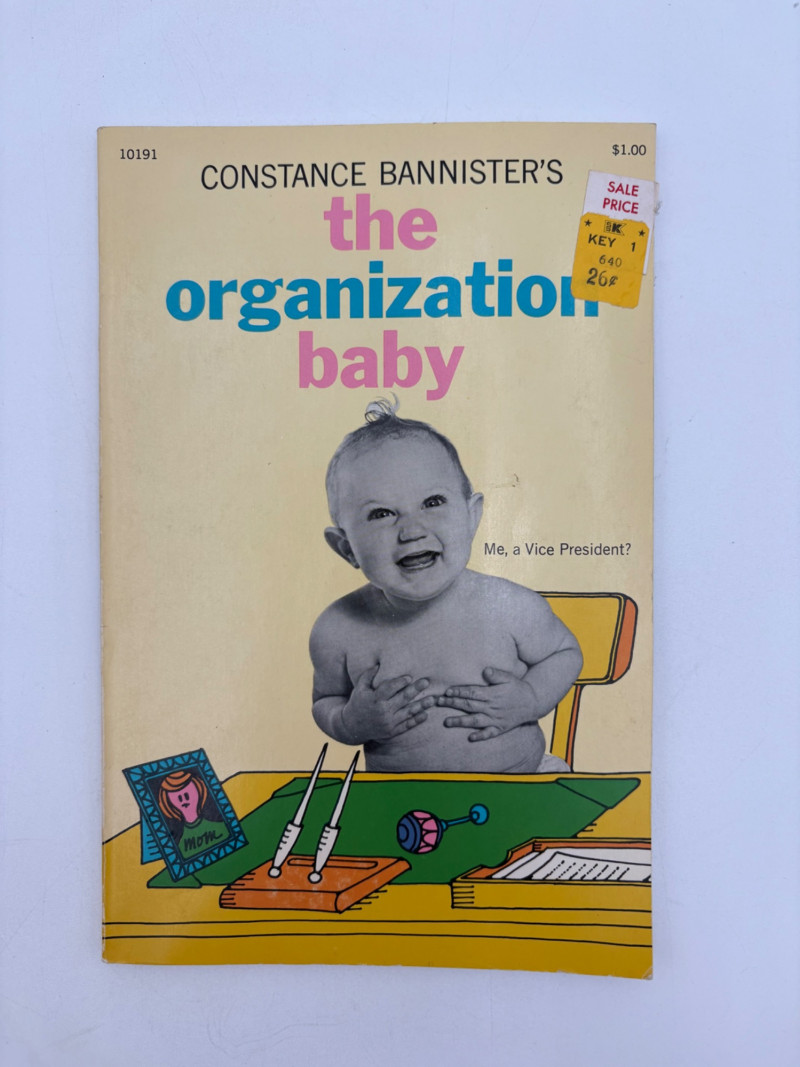 10191
$1.00
CONSTANCE BANNISTER'S
the
organization
baby
SALE
PRICE
K
KEY 1
640
26¢
Me, a Vice President?
mom